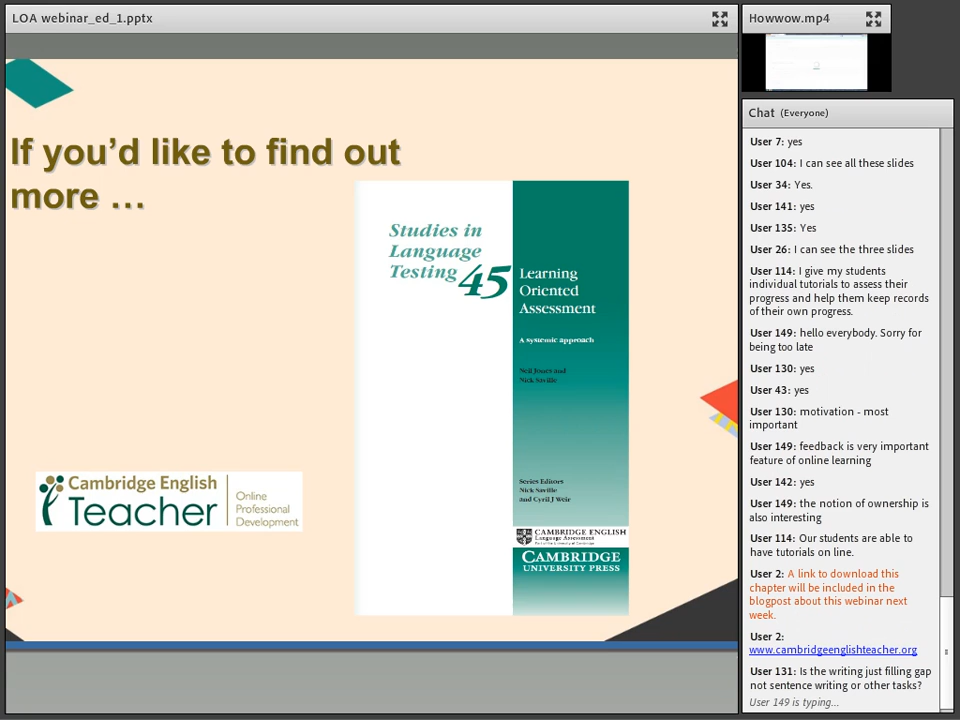 LOA webinar_ed_1.pptx
If you'd like to find out
more …
Studies in
Language
Testing 45
Learning
Oriented
Assessment
A systemic approach
Neil Jones and
Nick Saville
Series Editors
Nick Saville
and Cyril J Weir
CAMBRIDGE ENGLISH
Language Assessment
Part of the University of Cambridge
CAMBRIDGE
UNIVERSITY PRESS
Cambridge English
Teacher
Online
Professional
Development
Howwow.mp4
Chat (Everyone)
User 7: yes
User 104: I can see all these slides
User 34: Yes.
User 141: yes
User 135: Yes
User 26: I can see the three slides
User 114: I give my students
individual tutorials to assess their
progress and help them keep records
of their own progress.
User 149: hello everybody. Sorry for
being too late
User 130: yes
User 43: yes
User 130: motivation - most
important
User 149: feedback is very important
feature of online learning
User 142: yes
User 149: the notion of ownership is
also interesting
User 114: Our students are able to
have tutorials on line.
User 2: A link to download this
chapter will be included in the
blogpost about this webinar next
week.
User 2:
www.cambridgeenglishteacher.org
User 131: Is the writing just filling gap
not sentence writing or other tasks?
User 149 is typing...